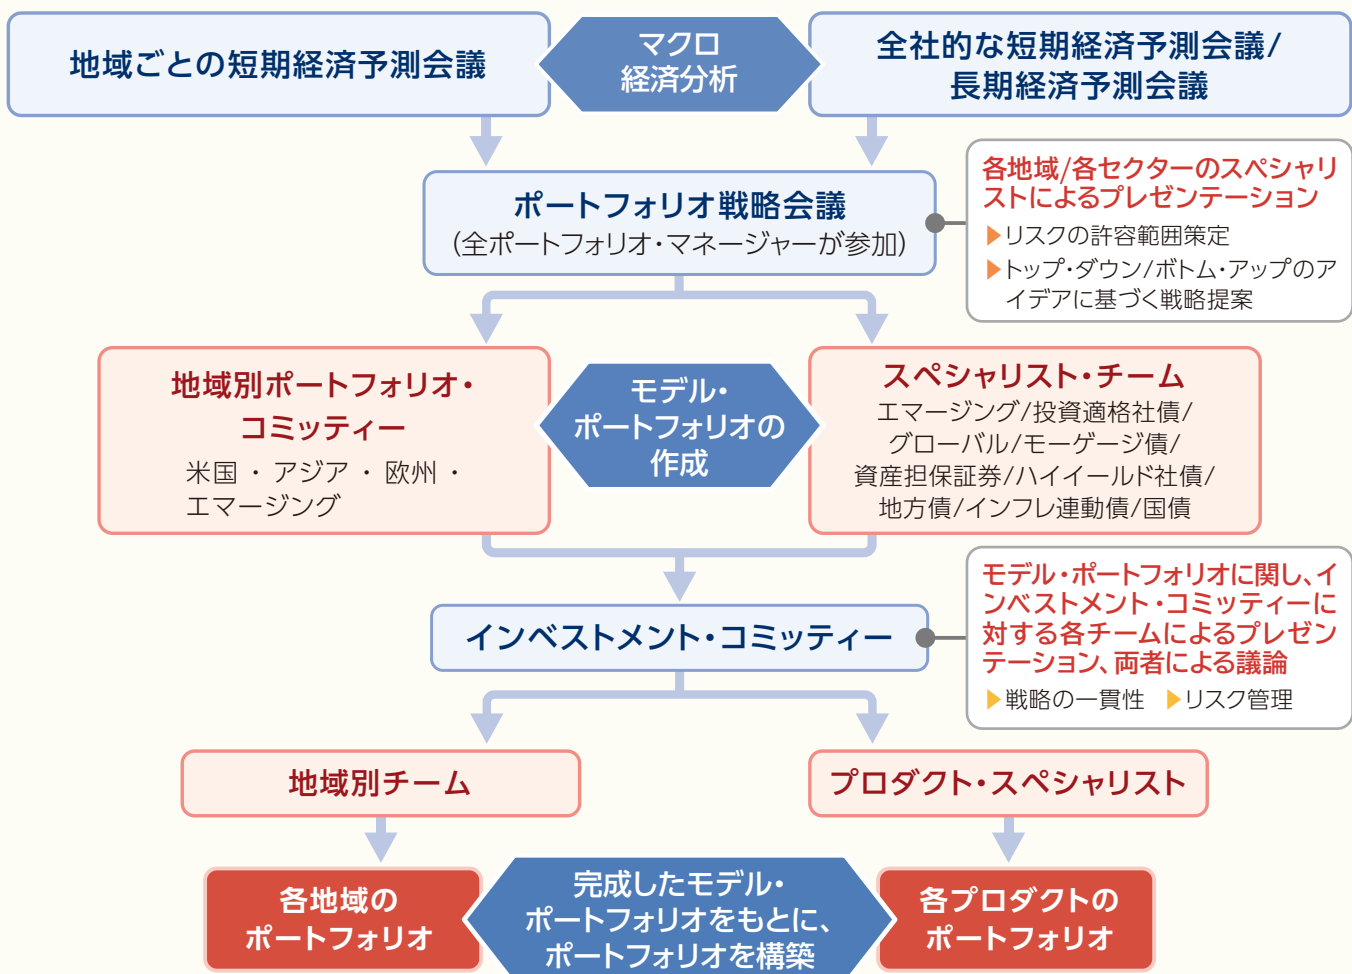 地域ごとの短期経済予測会議
マクロ
経済分析
全社的な短期経済予測会議/
長期経済予測会議
ポートフォリオ戦略会議
(全ポートフォリオ・マネージャーが参加)
各地域/各セクターのスペシャリ
ストによるプレゼンテーション
▶リスクの許容範囲策定
▶トップ・ダウン/ボトム・アップのア
イデアに基づく戦略提案
地域別ポートフォリオ・
コミッティー
米国 ・ アジア ・ 欧州 ・
エマージング
モデル・
ポートフォリオの
作成
スペシャリスト・チーム
エマージング/投資適格社債/
グローバル/モーゲージ債/
資産担保証券/ハイイールド社債/
地方債/インフレ連動債/国債
インベストメント・コミッティー
モデル・ポートフォリオに関し、イ
ンベストメント・コミッティーに
対する各チームによるプレゼン
テーション、両者による議論
▶戦略の一貫性 ▶リスク管理
地域別チーム
プロダクト・スペシャリスト
各地域の
ポートフォリオ
完成したモデル・
ポートフォリオをもとに、
ポートフォリオを構築
各プロダクトの
ポートフォリオ